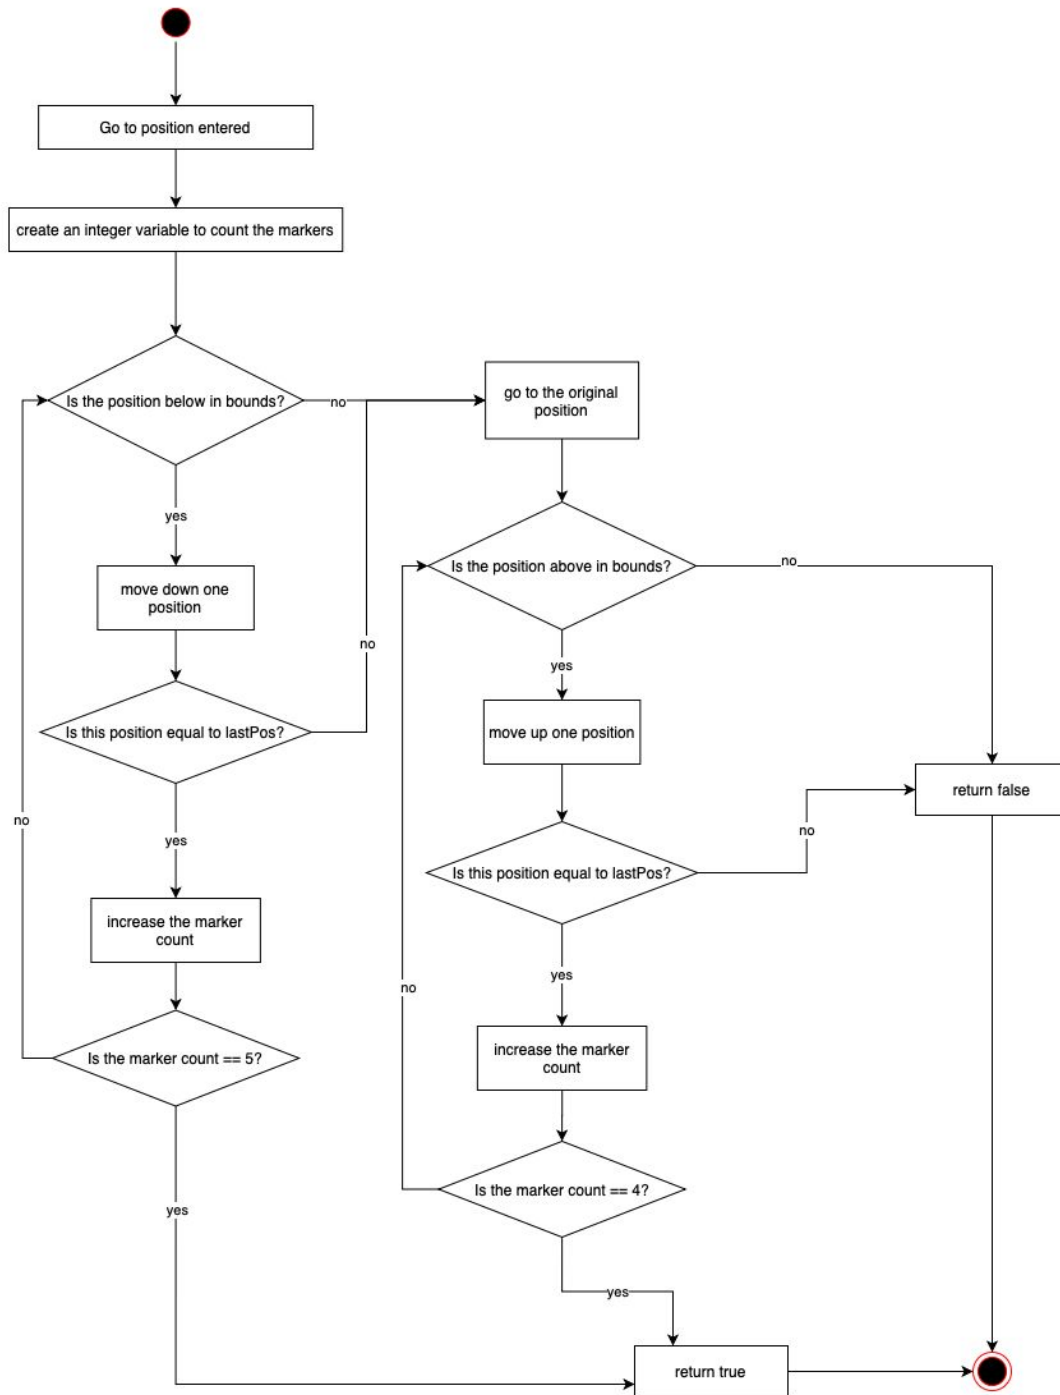 Go to position entered
create an integer variable to count the markers
Is the position below in bounds?
no
go to the original
position
yes
Is the position above in bounds?
no
move down one
position
no
yes
Is this position equal to lastPos?
move up one position
return false
no
yes
no
Is this position equal to lastPos?
increase the marker
count
yes
no
Is the marker count == 5?
increase the marker
count
yes
Is the marker count == 4?
yes
return true